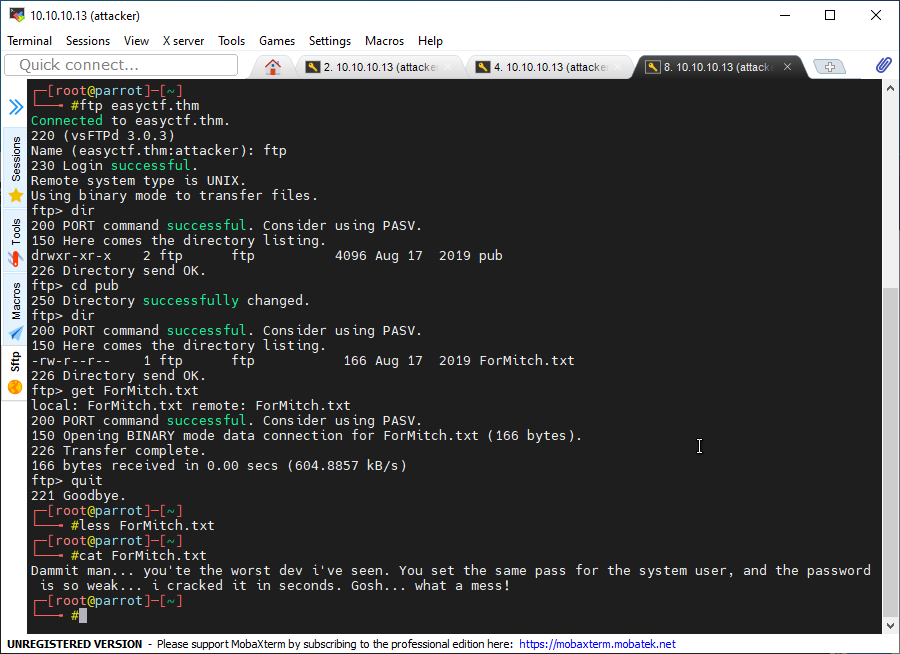 10.10.10.13 (attacker)
Terminal Sessions View X server Tools Games Settings Macros Help
Quick connect...
2. 10.10.10.13 (attacke
4. 10.10.10.13 (attacke
8. 10.10.10.13 (attacke
Sessions
Tools
Macros
Sftp
┌─[root@parrot]─[~]
└──╼ #ftp easyctf.thm
Connected to easyctf.thm.
220 (vsFTPd 3.0.3)
Name (easyctf.thm:attacker): ftp
230 Login successful.
Remote system type is UNIX.
Using binary mode to transfer files.
ftp> dir
200 PORT command successful. Consider using PASV.
150 Here comes the directory listing.
drwxr-xr-x    2 ftp      ftp          4096 Aug 17  2019 pub
226 Directory send OK.
ftp> cd pub
250 Directory successfully changed.
ftp> dir
200 PORT command successful. Consider using PASV.
150 Here comes the directory listing.
-rw-r--r--    1 ftp      ftp           166 Aug 17  2019 ForMitch.txt
226 Directory send OK.
ftp> get ForMitch.txt
local: ForMitch.txt remote: ForMitch.txt
200 PORT command successful. Consider using PASV.
150 Opening BINARY mode data connection for ForMitch.txt (166 bytes).
226 Transfer complete.
166 bytes received in 0.00 secs (604.8857 kB/s)
ftp> quit
221 Goodbye.
┌─[root@parrot]─[~]
└──╼ #less ForMitch.txt
┌─[root@parrot]─[~]
└──╼ #cat ForMitch.txt
Dammit man... you'te the worst dev i've seen. You set the same pass for the system user, and the password
is so weak... i cracked it in seconds. Gosh... what a mess!
┌─[root@parrot]─[~]
└──╼ #
UNREGISTERED VERSION - Please support MobaXterm by subscribing to the professional edition here: https://mobaxterm.mobatek.net